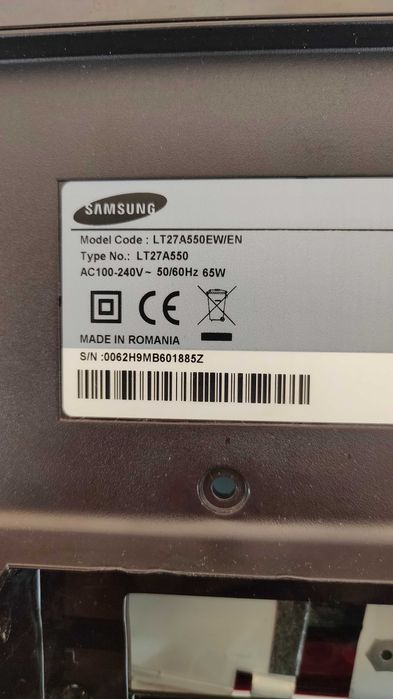 SAMSUNG
Model Code : LT27A550EW/EN
Type No.: LT27A550
AC100-240V~ 50/60Hz 65W
CE
MADE IN ROMANIA
S/N :0062H9MB601885Z